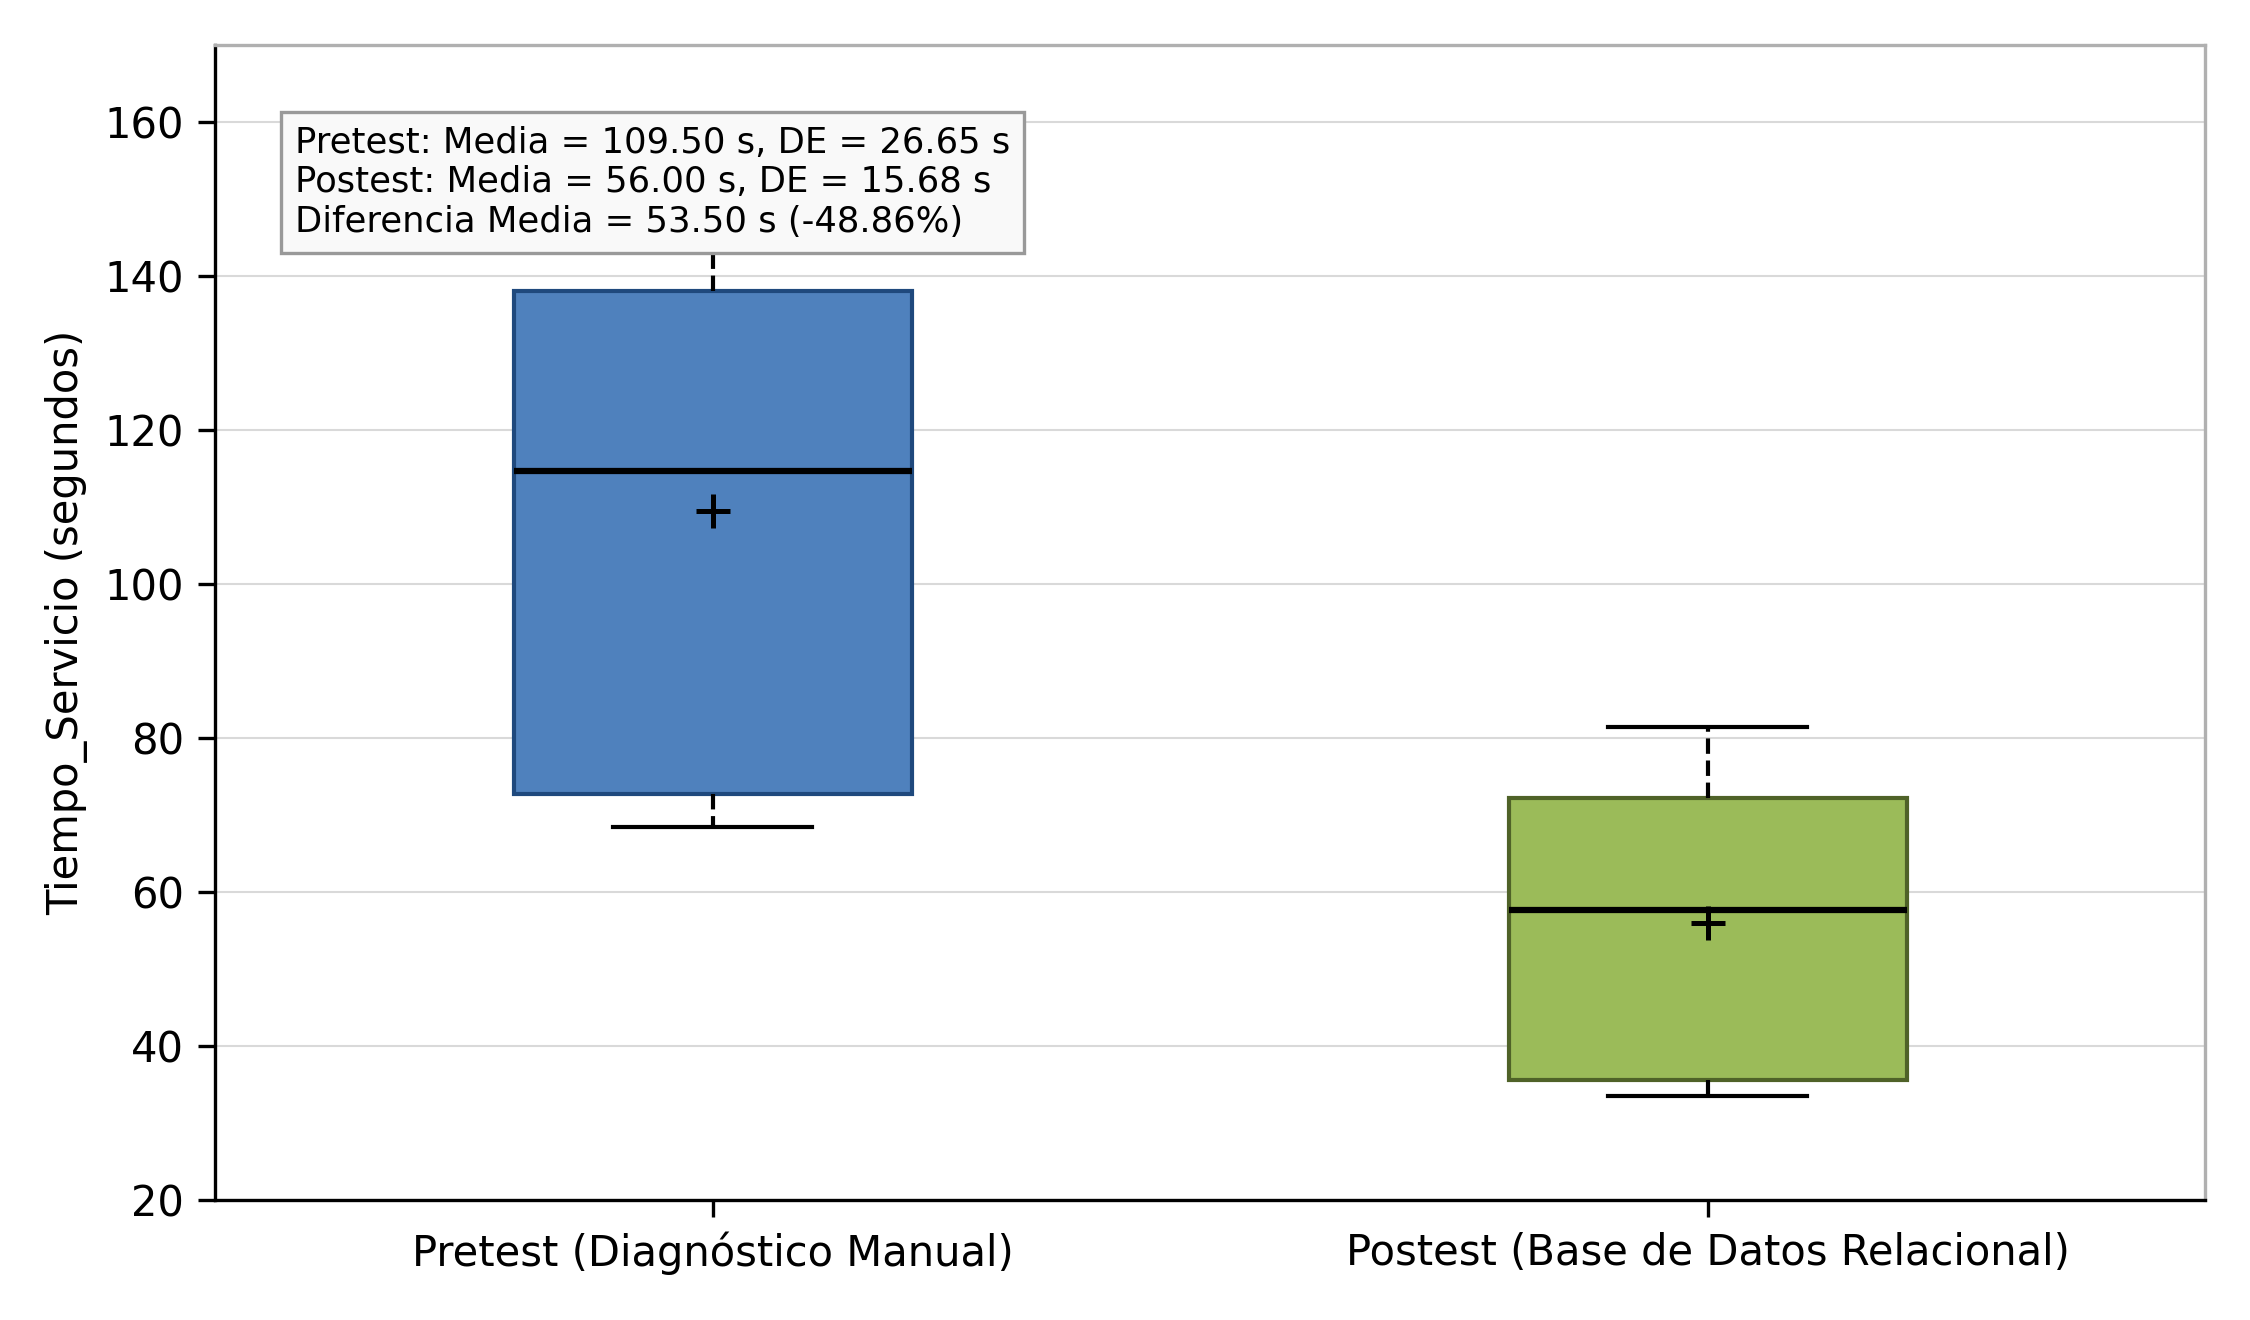 160
140
120
100
80
60
40
20
Tiempo_Servicio (segundos)
Pretest: Media = 109.50 s, DE = 26.65 s
Postest: Media = 56.00 s, DE = 15.68 s
Diferencia Media = 53.50 s (-48.86%)
Pretest (Diagnóstico Manual)
Postest (Base de Datos Relacional)